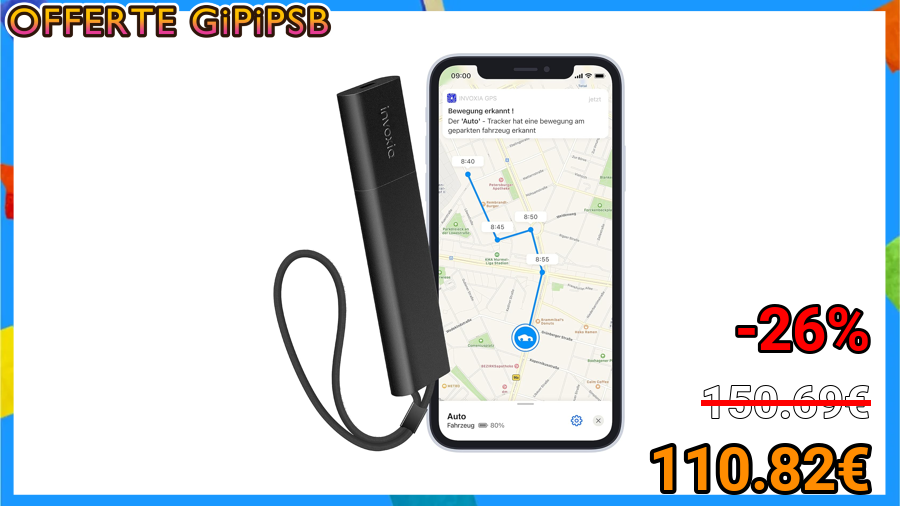 OFFERTE GiPiPSB
invoxia
09:00
INVOXIA GPS
jetzt
Bewegung erkannt !
Der 'Auto' - Tracker hat eine bewegung am
geparkten fahrzeug erkannt
8:40
8:50
8:45
8:55
Auto
Fahrzeug 80%
-26%
150.69€
110.82€